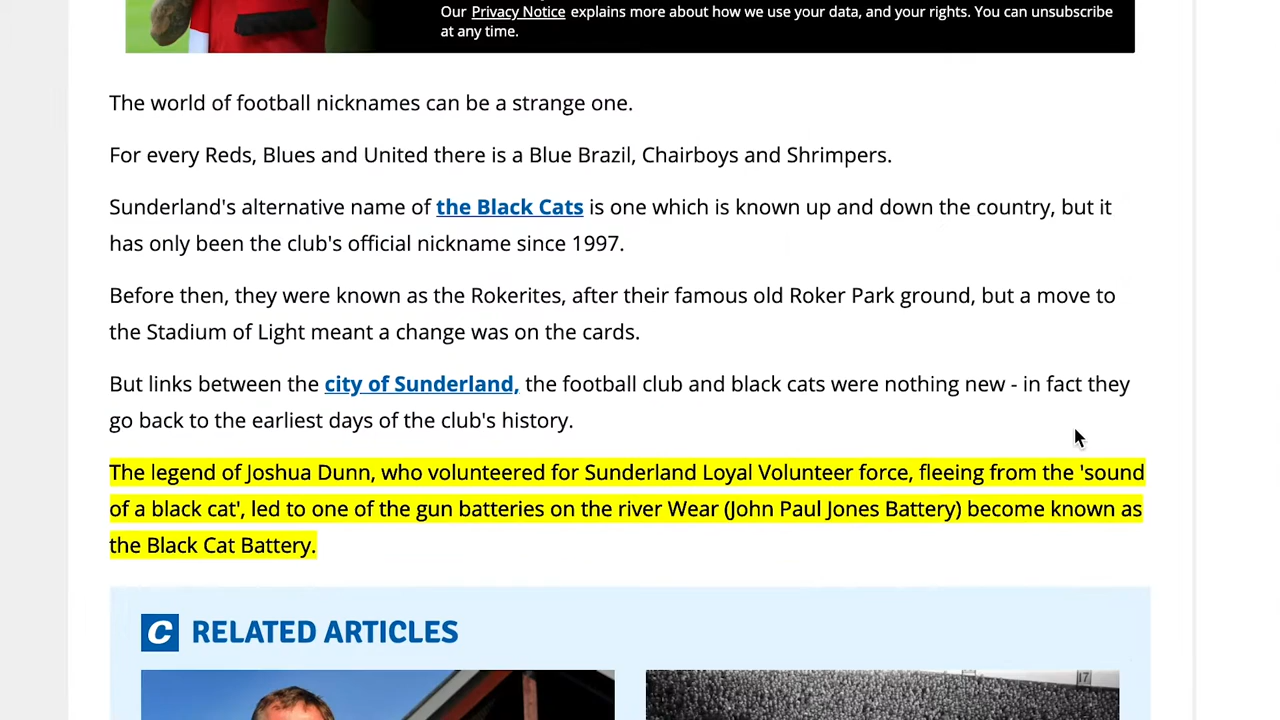 Our Privacy Notice explains more about how we use your data, and your rights. You can unsubscribe
at any time.
The world of football nicknames can be a strange one.
For every Reds, Blues and United there is a Blue Brazil, Chairboys and Shrimpers.
Sunderland's alternative name of the Black Cats is one which is known up and down the country, but it
has only been the club's official nickname since 1997.
Before then, they were known as the Rokerites, after their famous old Roker Park ground, but a move to
the Stadium of Light meant a change was on the cards.
But links between the city of Sunderland, the football club and black cats were nothing new - in fact they
go back to the earliest days of the club's history.
The legend of Joshua Dunn, who volunteered for Sunderland Loyal Volunteer force, fleeing from the 'sound
of a black cat', led to one of the gun batteries on the river Wear (John Paul Jones Battery) become known as
the Black Cat Battery.
C RELATED ARTICLES
17